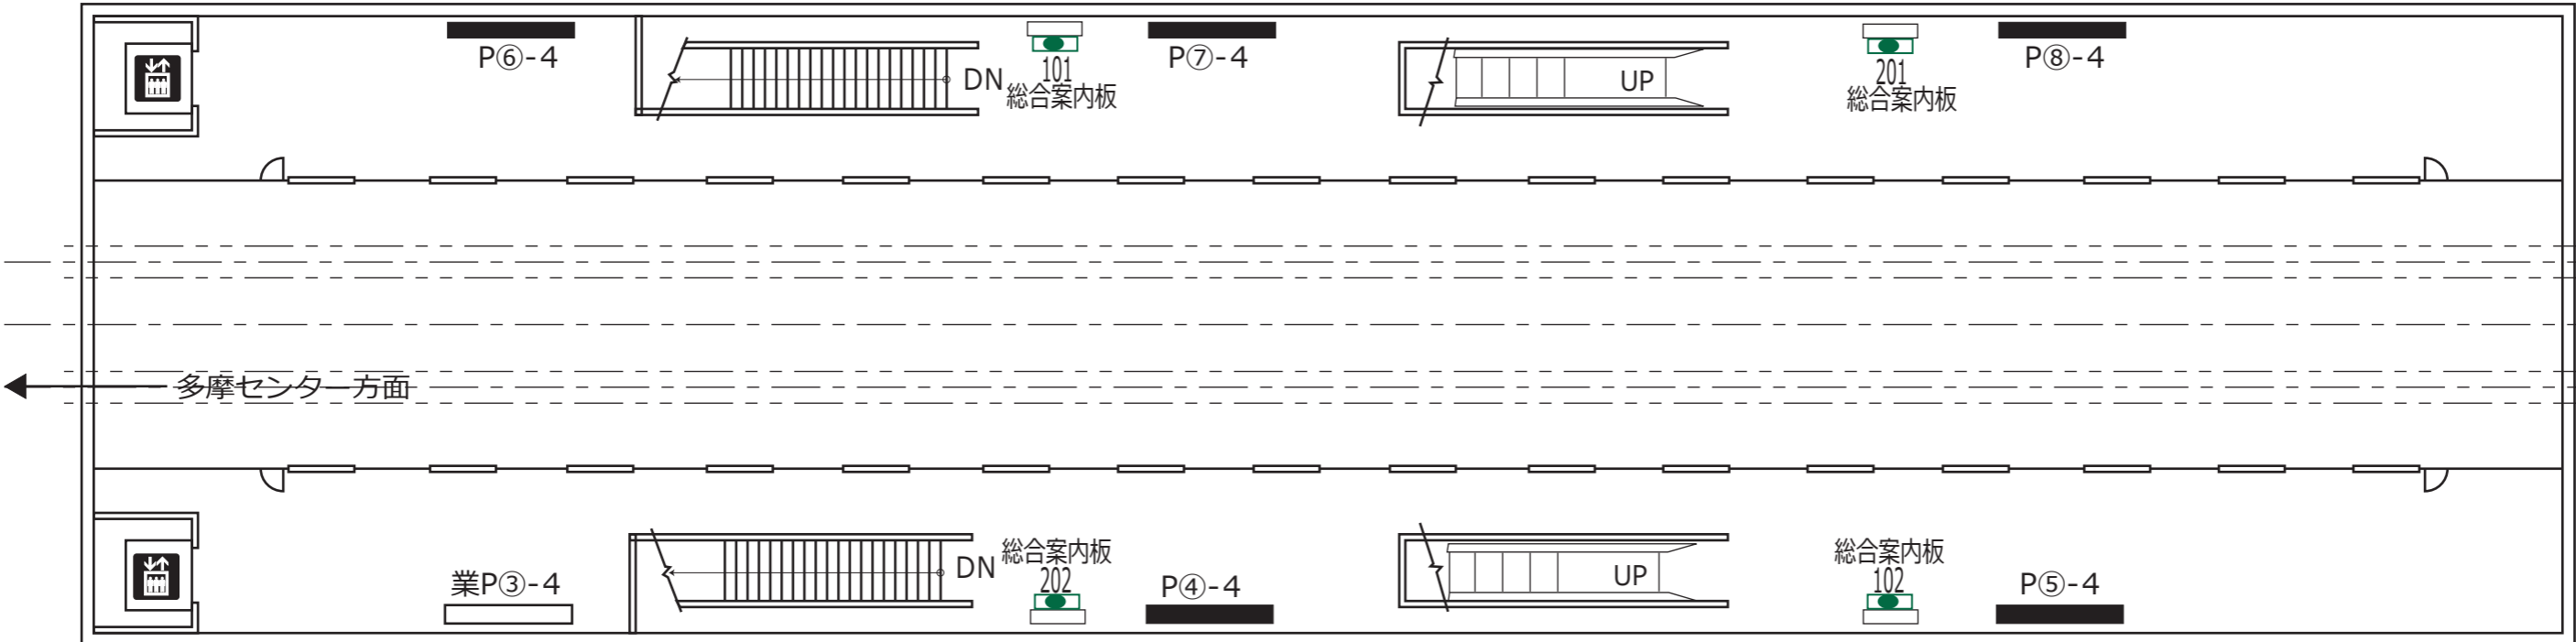 P⑥-4
DN
101
総合案内板
P⑦-4
UP
201
総合案内板
P⑧-4
多摩センター方面
業P③-4
DN
総合案内板
202
P④-4
UP
総合案内板
102
P⑤-4